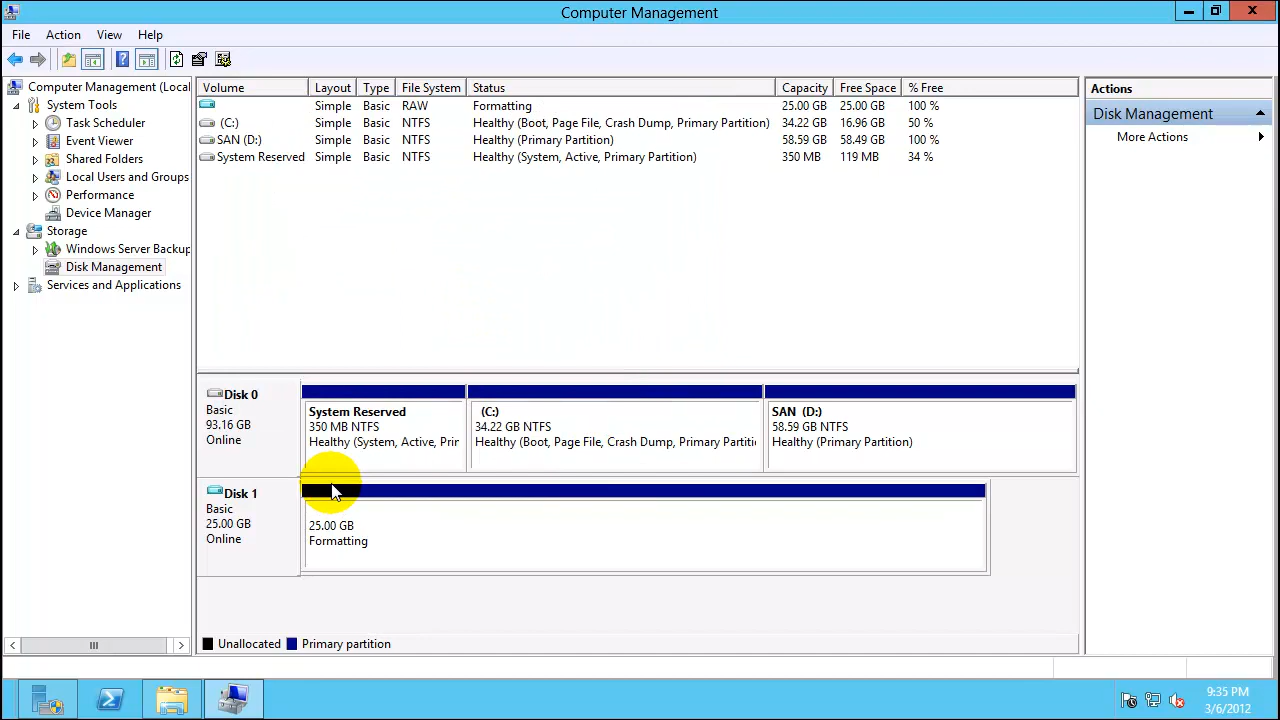 Computer Management
File Action View Help
Computer Management (Local
System Tools
Task Scheduler
Event Viewer
Shared Folders
Local Users and Groups
Performance
Device Manager
Storage
Windows Server Backup
Disk Management
Services and Applications
Volume Layout Type File System Status Capacity Free Space % Free
Simple Basic RAW Formatting 25.00 GB 25.00 GB 100 %
(C:) Simple Basic NTFS Healthy (Boot, Page File, Crash Dump, Primary Partition) 34.22 GB 16.96 GB 50 %
SAN (D:) Simple Basic NTFS Healthy (Primary Partition) 58.59 GB 58.49 GB 100 %
System Reserved Simple Basic NTFS Healthy (System, Active, Primary Partition) 350 MB 119 MB 34 %
Disk 0
Basic
93.16 GB
Online
System Reserved
350 MB NTFS
Healthy (System, Active, Prir
(C:)
34.22 GB NTFS
Healthy (Boot, Page File, Crash Dump, Primary Partitic
SAN (D:)
58.59 GB NTFS
Healthy (Primary Partition)
Disk 1
Basic
25.00 GB
Online
25.00 GB
Formatting
Unallocated Primary partition
Actions
Disk Management
More Actions
9:35 PM
3/6/2012